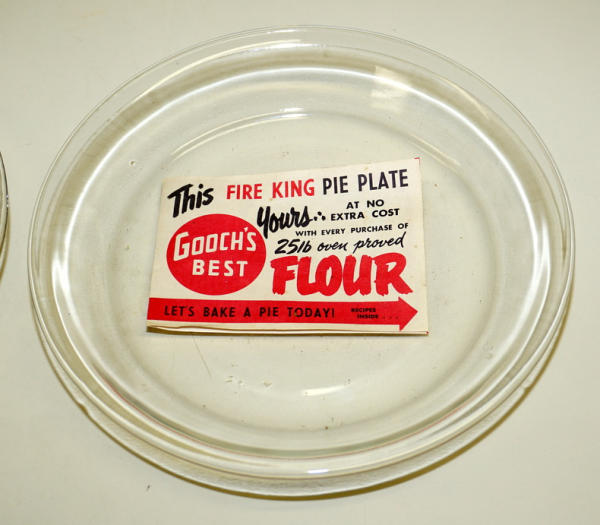 This FIRE KING PIE PLATE
Yours... AT NO
EXTRA COST
WITH EVERY PURCHASE OF
25lb oven proved
GOOCH'S
BEST
FLOUR
LET'S BAKE A PIE TODAY!
RECIPES
INSIDE...